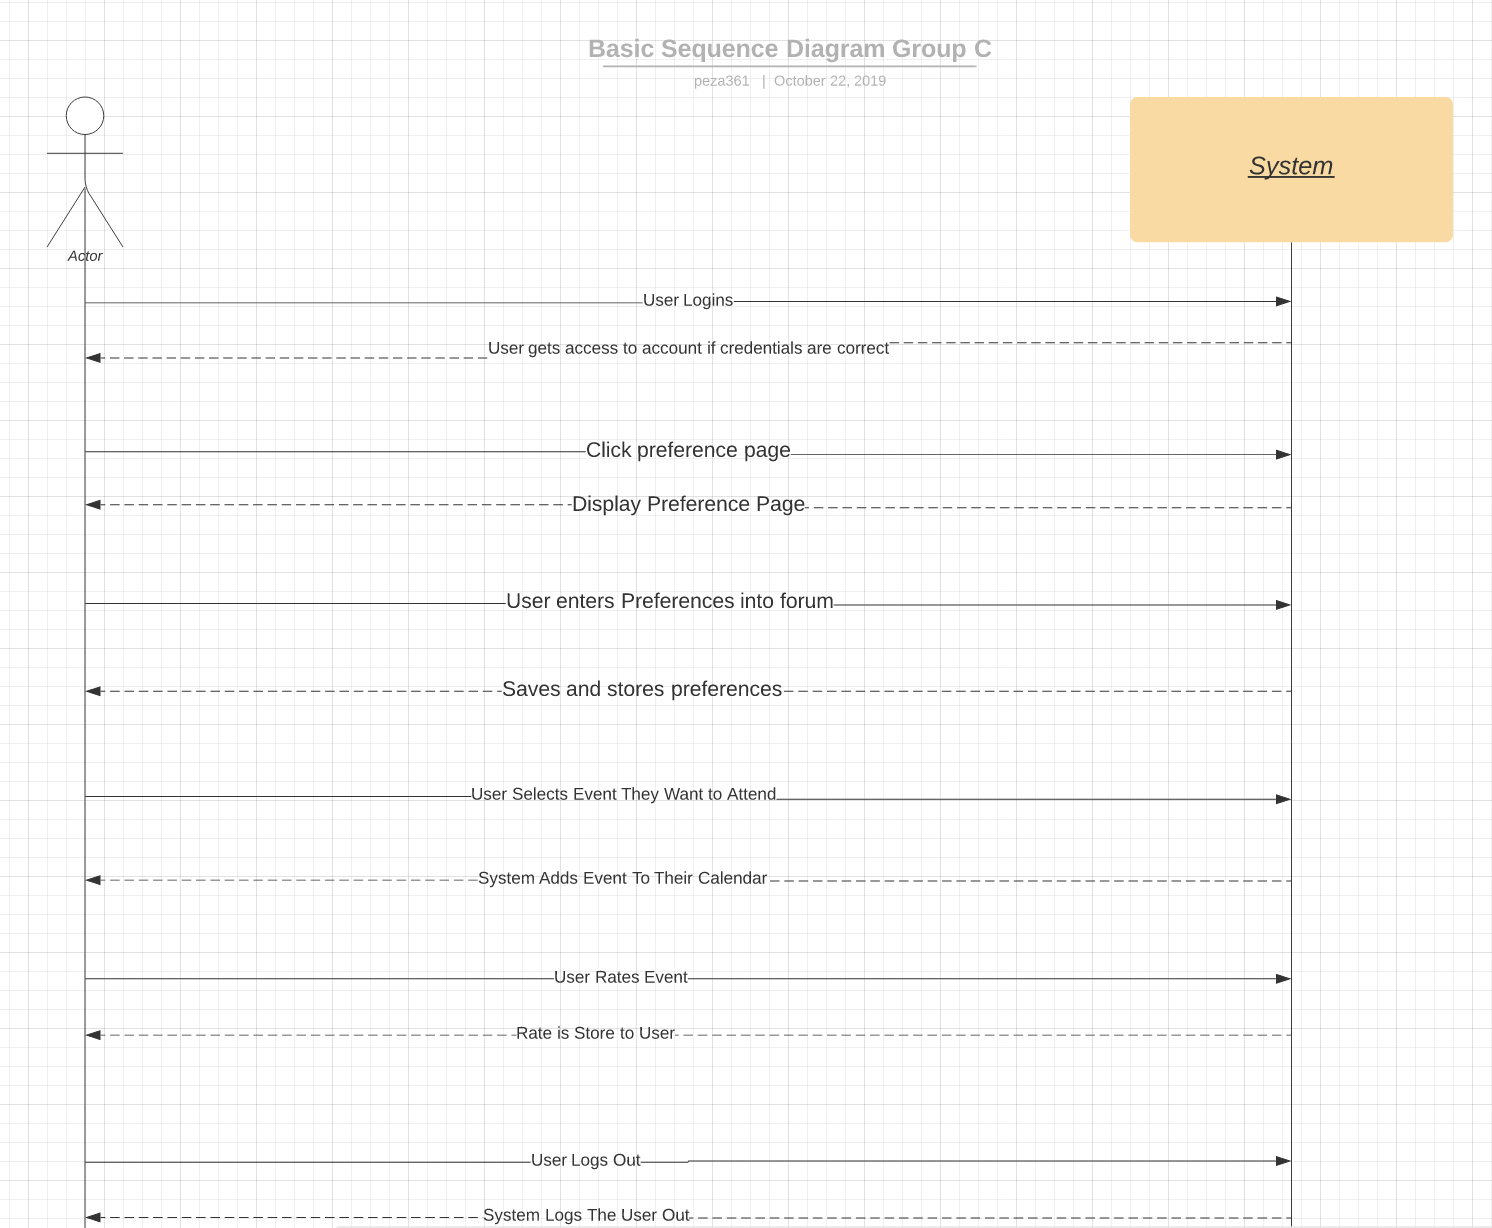 Basic Sequence Diagram Group C
peza361 | October 22, 2019
System
Actor
User Logins
User gets access to account if credentials are correct
Click preference page
Display Preference Page
User enters Preferences into forum
Saves and stores preferences
User Selects Event They Want to Attend
System Adds Event To Their Calendar
User Rates Event
Rate is Store to User
User Logs Out
System Logs The User Out